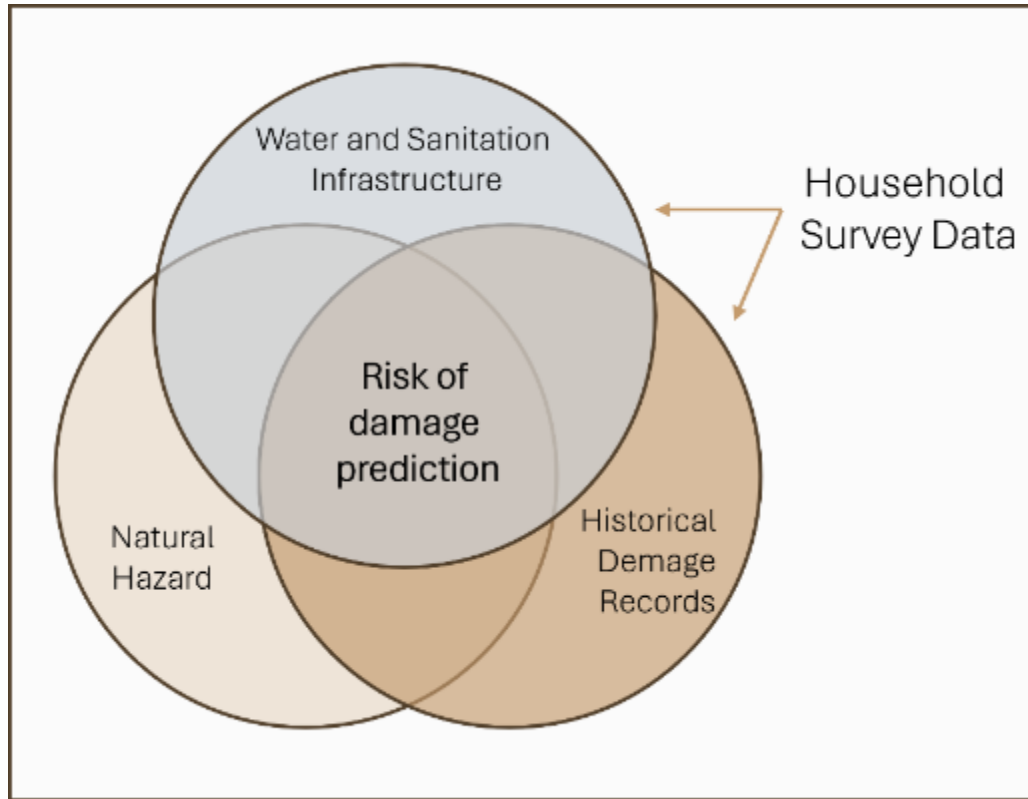 Water and Sanitation
Infrastructure
Household
Survey Data
Risk of
damage
prediction
Natural
Hazard
Historical
Demage
Records